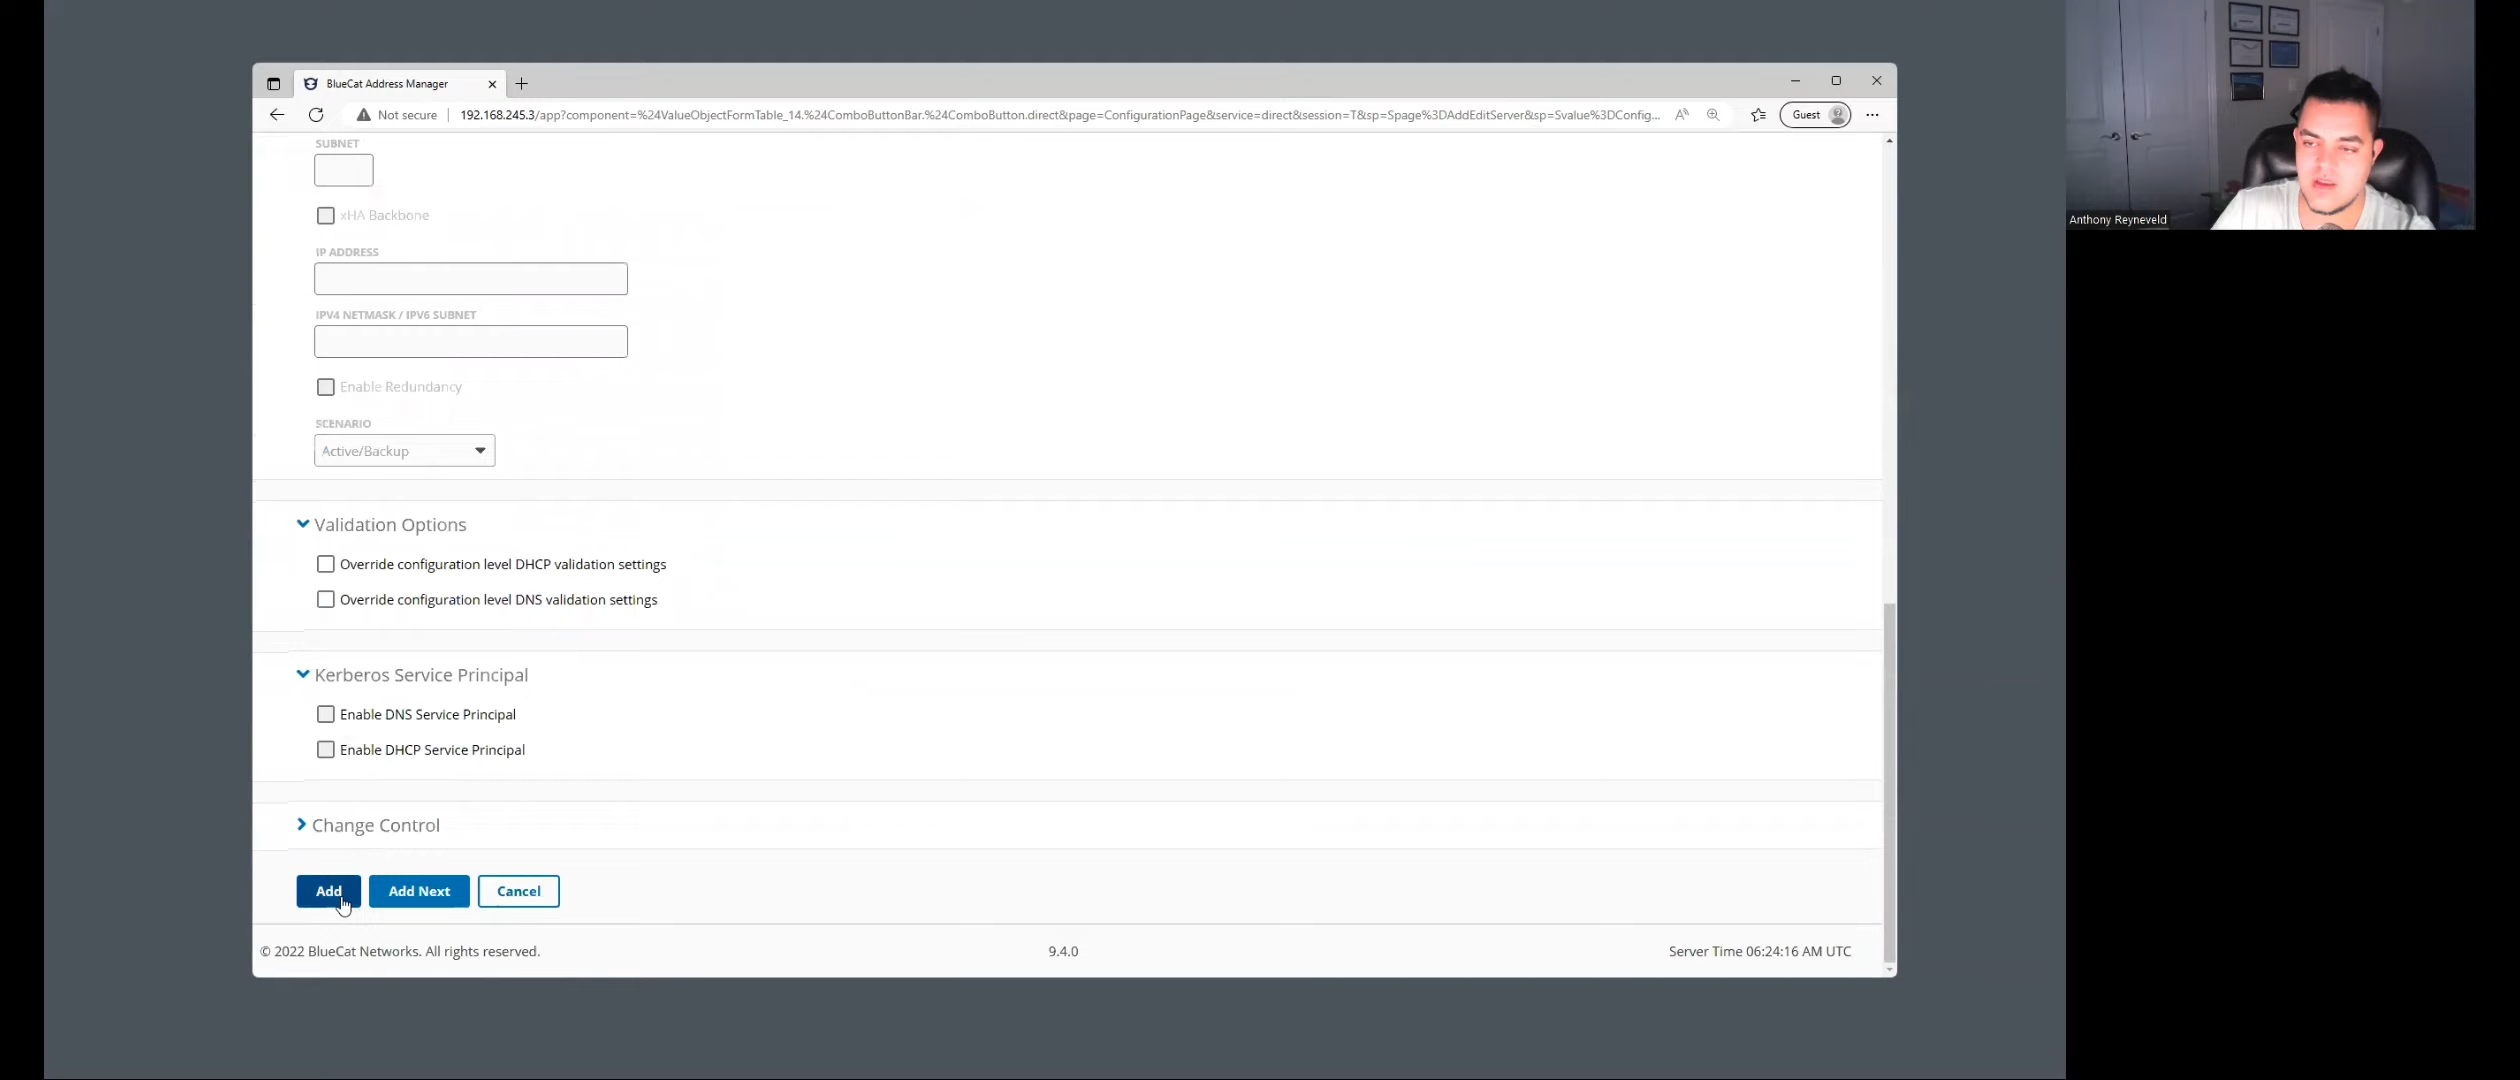 BlueCat Address Manager
Not secure
192.168.245.3/app?component=%24ValueObjectFormTable_14.%24ComboButtonBar.%24ComboButton.direct&page=ConfigurationPage&service=direct&session=T&sp=Spage%3DAddEditServer&sp=Svalue%3DConfig...
Guest
Anthony Reyneveld
SUBNET
xHA Backbone
IP ADDRESS
IPV4 NETMASK / IPV6 SUBNET
Enable Redundancy
SCENARIO
Active/Backup
Validation Options
Override configuration level DHCP validation settings
Override configuration level DNS validation settings
Kerberos Service Principal
Enable DNS Service Principal
Enable DHCP Service Principal
Change Control
Add Add Next Cancel
© 2022 BlueCat Networks. All rights reserved. 9.4.0 Server Time 06:24:16 AM UTC